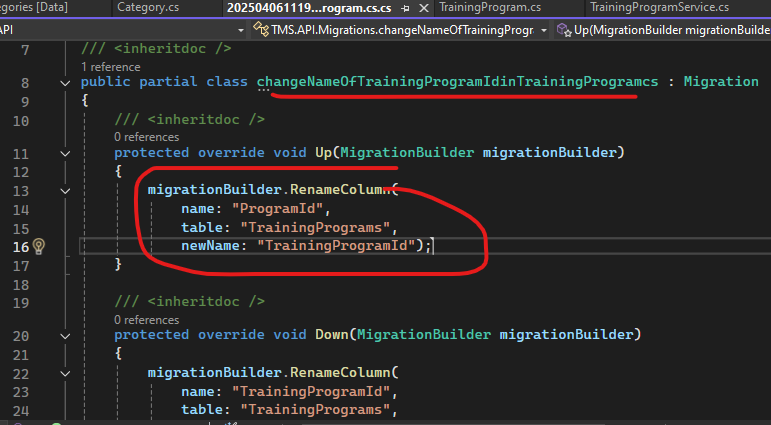 egories [Data] Category.cs 202504061119...rogram.cs.cs TrainingProgram.cs TrainingProgramService.cs
API TMS.API.Migrations.changeNameOfTrainingProgr Up(MigrationBuilder migrationBuilde
7 /// <inheritdoc />
1 reference
8 public partial class changeNameOfTrainingProgramIdinTrainingProgramcs : Migration
9 {
10 /// <inheritdoc />
0 references
11 protected override void Up(MigrationBuilder migrationBuilder)
12 {
13 migrationBuilder.RenameColumn(
14 name: "ProgramId",
15 table: "TrainingPrograms",
16 newName: "TrainingProgramId");
17 }
18
19 /// <inheritdoc />
0 references
20 protected override void Down(MigrationBuilder migrationBuilder)
21 {
22 migrationBuilder.RenameColumn(
23 name: "TrainingProgramId",
24 table: "TrainingPrograms",